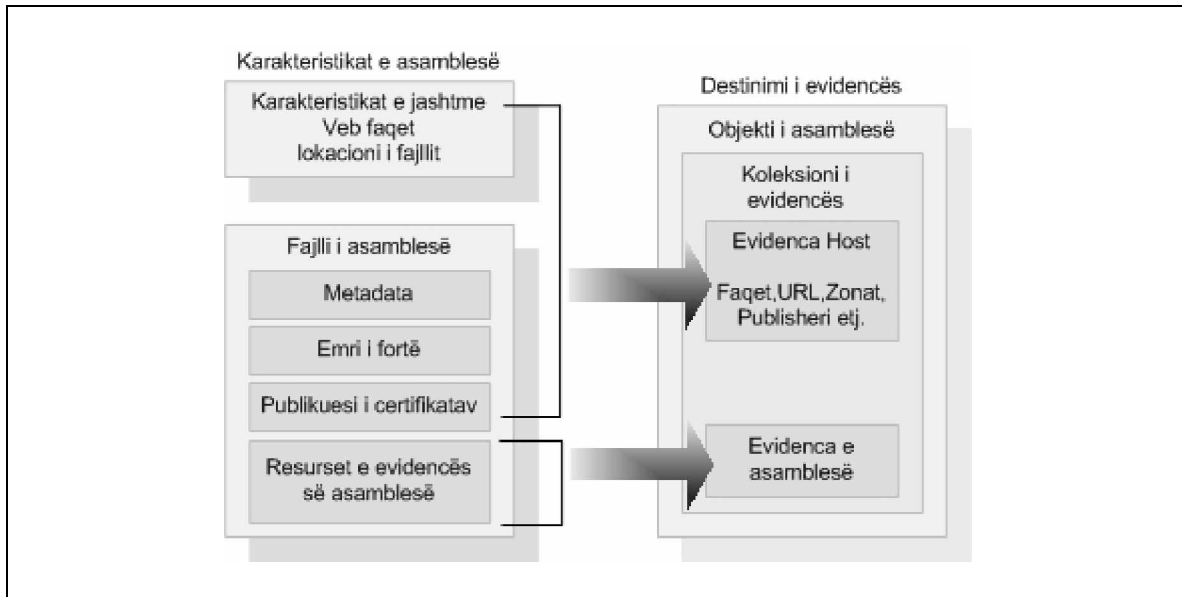 Karakteristikat e asamblesë
Karakteristikat e jashtme
Veb faqet
lokacioni i fajllit
Fajlli i asamblesë
Metadata
Emri i fortë
Publikuesi i certifikatav
Resurset e evidencës
së asamblesë
Destinimi i evidencës
Objekti i asamblesë
Koleksioni i
evidencës
Evidenca Host
Faqet,URL,Zonat,
Publisheri etj.
Evidenca e
asamblesë